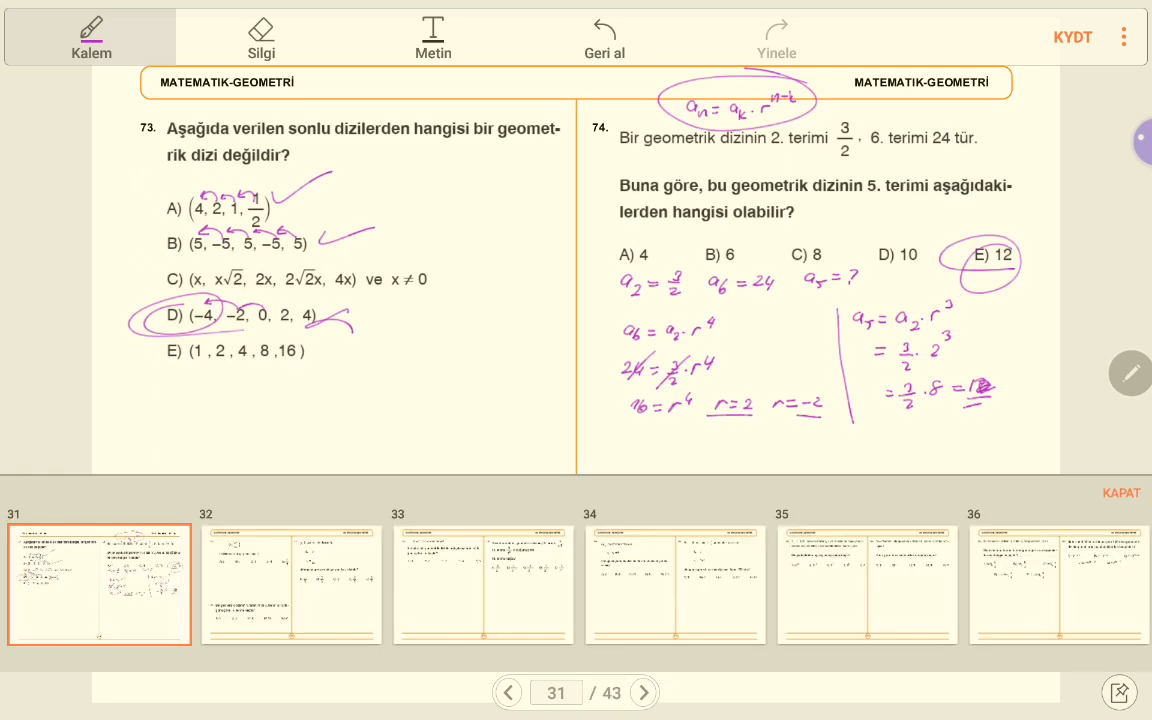 Kalem
Silgi
Metin
Geri al
Yinele
KYDT
MATEMATIK-GEOMETRİ
MATEMATIK-GEOMETRİ
73. Aşağıda verilen sonlu dizilerden hangisi bir geomet-
rik dizi değildir?
A) (4, 2, 1, 1/2)
B) (5, −5, 5, −5, 5)
C) (x, x√2, 2x, 2√2x, 4x) ve x ≠ 0
D) (−4, −2, 0, 2, 4)
E) (1 , 2 , 4 , 8 ,16 )
aₙ = aₖ . r^(n-k)
74. Bir geometrik dizinin 2. terimi 3/2 , 6. terimi 24 tür.
Buna göre, bu geometrik dizinin 5. terimi aşağıdaki-
lerden hangisi olabilir?
A) 4 B) 6 C) 8 D) 10 E) 12
a₂ = 3/2 a₆ = 24 a₅ = ?
a₆ = a₂ . r⁴
24 = 3/2 . r⁴
16 = r⁴ r = 2 r = -2
a₅ = a₂ . r³
= 3/2 . 2³
= 3/2 . 8 = 12
KAPAT
31
32
33
34
35
36
31 / 43